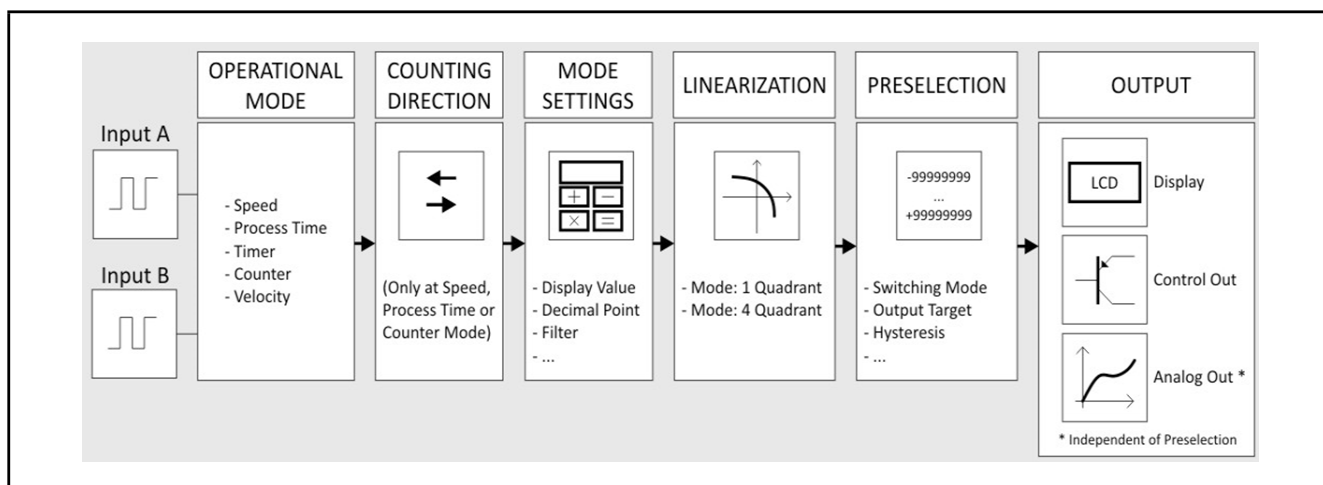 Input A
Input B
OPERATIONAL
MODE
- Speed
- Process Time
- Timer
- Counter
- Velocity
COUNTING
DIRECTION
(Only at Speed,
Process Time or
Counter Mode)
MODE
SETTINGS
+ −
× =
- Display Value
- Decimal Point
- Filter
- ...
LINEARIZATION
- Mode: 1 Quadrant
- Mode: 4 Quadrant
PRESELECTION
-99999999
...
+99999999
- Switching Mode
- Output Target
- Hysteresis
- ...
OUTPUT
LCD Display
Control Out
Analog Out *
* Independent of Preselection